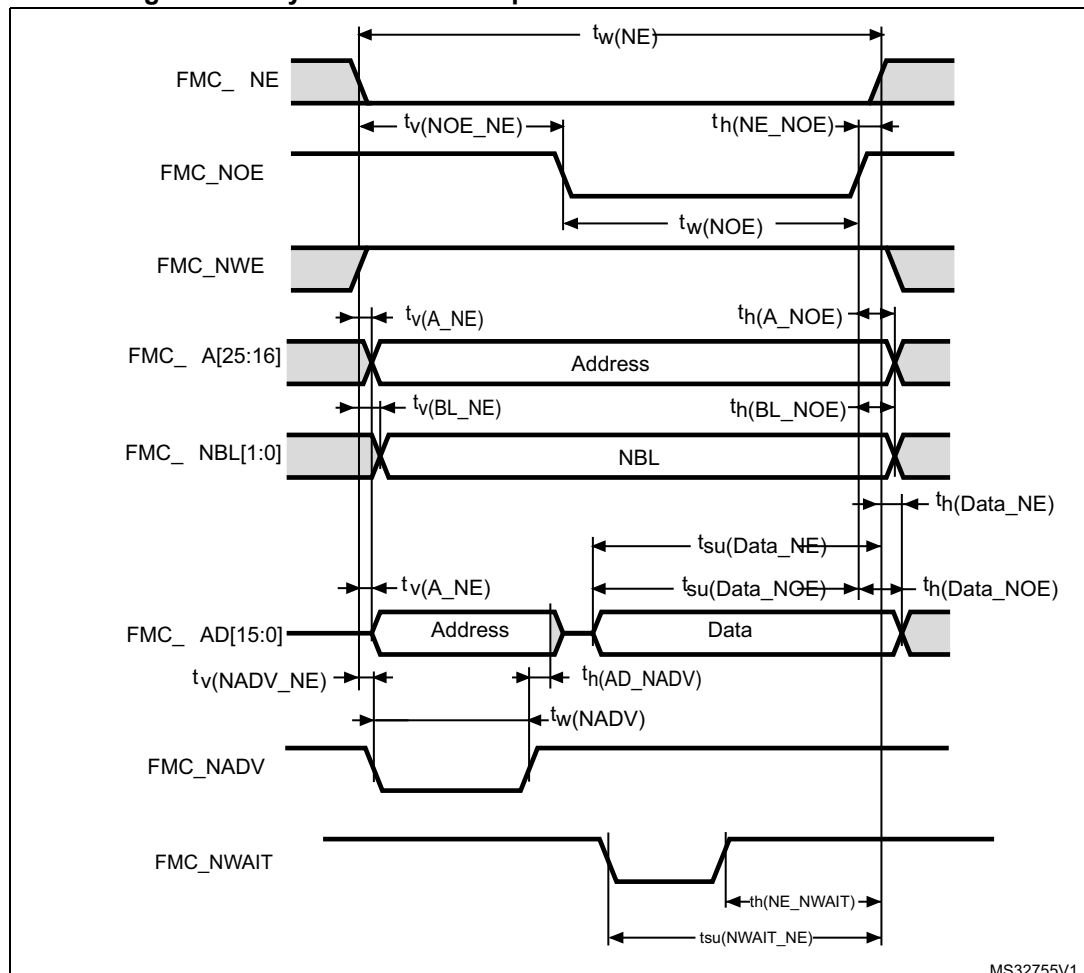 tw(NE)
FMC_ NE
tv(NOE_NE)
th(NE_NOE)
FMC_NOE
tw(NOE)
FMC_NWE
tv(A_NE)
th(A_NOE)
FMC_ A[25:16]
Address
tv(BL_NE)
th(BL_NOE)
FMC_ NBL[1:0]
NBL
th(Data_NE)
tsu(Data_NE)
tv(A_NE)
tsu(Data_NOE)
th(Data_NOE)
FMC_ AD[15:0]
Address
Data
tv(NADV_NE)
th(AD_NADV)
tw(NADV)
FMC_NADV
FMC_NWAIT
th(NE_NWAIT)
tsu(NWAIT_NE)
MS32755V1